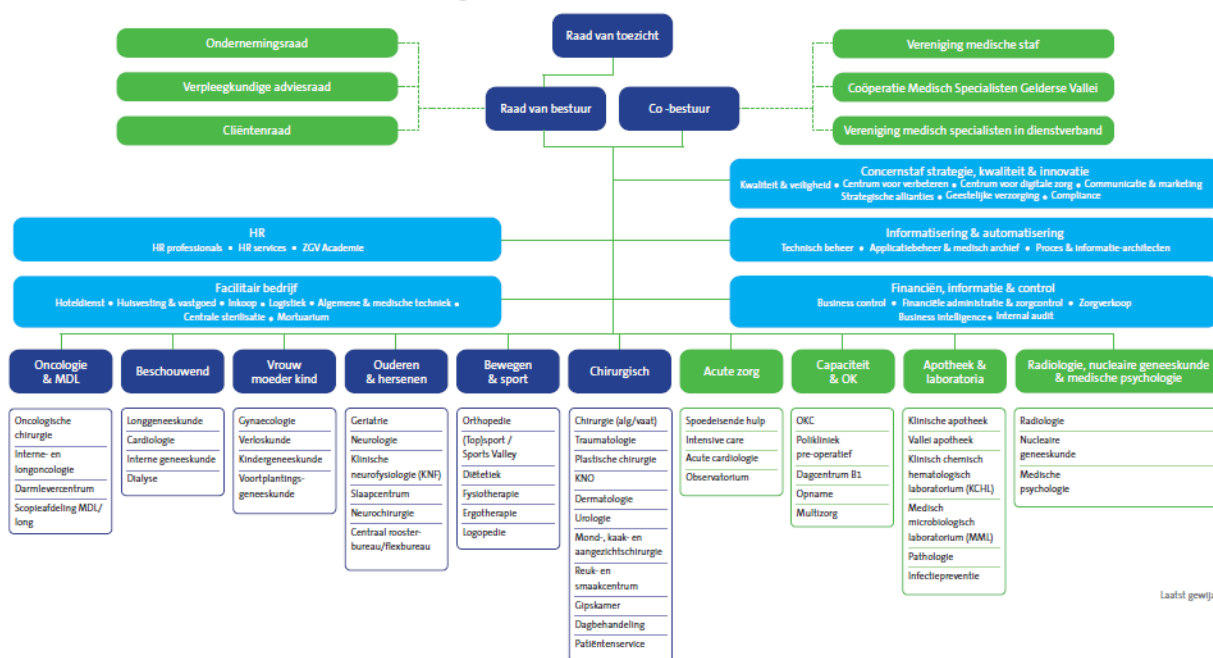 Raad van toezicht
Ondernemingsraad
Verpleegkundige adviesraad
Cliëntenraad
Raad van bestuur
Co -bestuur
Vereniging medische staf
Coöperatie Medisch Specialisten Gelderse Vallei
Vereniging medisch specialisten in dienstverband
Concernstaf strategie, kwaliteit & innovatie
Kwaliteit & veiligheid • Centrum voor verbeteren • Centrum voor digitale zorg • Communicatie & marketing
Strategische allianties • Geestelijke verzorging • Compliance
HR
HR professionals • HR services • ZGV Academie
Informatisering & automatisering
Technisch beheer • Applicatiebeheer & medisch archief • Proces & informatie-architecten
Facilitair bedrijf
Hoteldienst • Huisvesting & vastgoed • Inkoop • Logistiek • Algemene & medische techniek •
Centrale sterilisatie • Mortuarium
Financiën, informatie & control
Business control • Financiële administratie & zorgcontrol • Zorgverkoop
Business intelligence • Internal audit
Oncologie
& MDL
Oncologische
chirurgie
Interne- en
longoncologie
Darmlevercentrum
Scopieafdeling MDL/
long
Beschouwend
Longgeneeskunde
Cardiologie
Interne geneeskunde
Dialyse
Vrouw
moeder kind
Gynaecologie
Verloskunde
Kindergeneeskunde
Voortplantings-
geneeskunde
Ouderen
& hersenen
Geriatrie
Neurologie
Klinische
neurofysiologie (KNF)
Slaapcentrum
Neurochirurgie
Centraal rooster-
bureau/flexbureau
Bewegen
& sport
Orthopedie
(Top)sport /
Sports Valley
Diëtetiek
Fysiotherapie
Ergotherapie
Logopedie
Chirurgisch
Chirurgie (alg/vaat)
Traumatologie
Plastische chirurgie
KNO
Dermatologie
Urologie
Mond-, kaak- en
aangezichtschirurgie
Reuk- en
smaakcentrum
Gipskamer
Dagbehandeling
Patiëntenservice
Acute zorg
Spoedeisende hulp
Intensive care
Acute cardiologie
Observatorium
Capaciteit
& OK
OKC
Polikliniek
pre-operatief
Dagcentrum B1
Opname
Multizorg
Apotheek &
laboratoria
Klinische apotheek
Vallei apotheek
Klinisch chemisch
hematologisch
laboratorium (KCHL)
Medisch
microbiologisch
laboratorium (MML)
Pathologie
Infectiepreventie
Radiologie, nucleaire geneeskunde
& medische psychologie
Radiologie
Nucleaire
geneeskunde
Medische
psychologie
Laatst